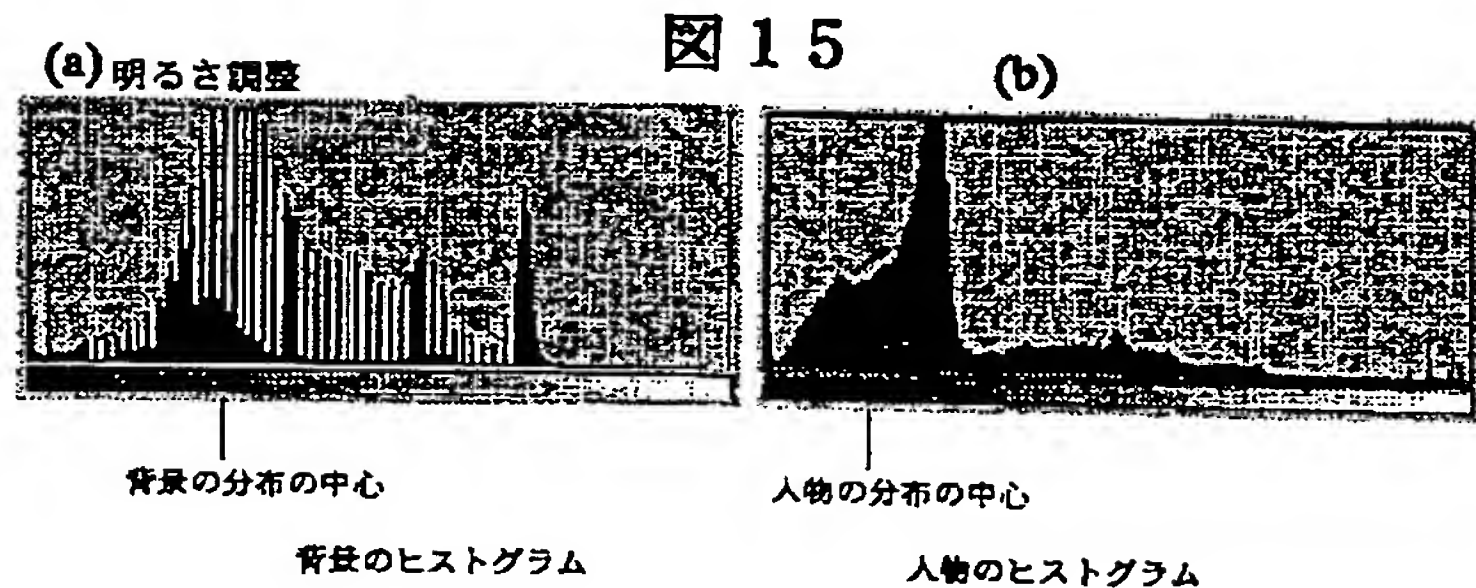 図15
(a)明るさ調整
(b)
背景の分布の中心
人物の分布の中心
背景のヒストグラム
人物のヒストグラム